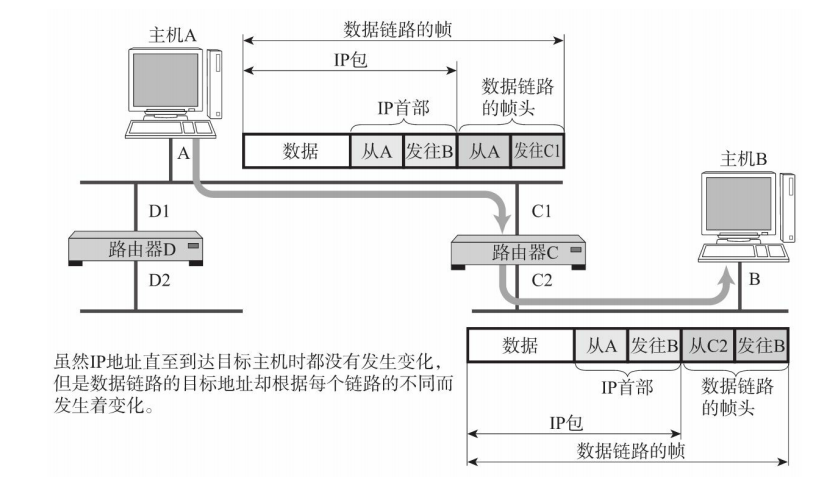 主机A
数据链路的帧
IP包
IP首部
数据链路
的帧头
数据 从A 发往B 从A 发往C1
A
主机B
D1
C1
路由器D
路由器C
D2
C2
B
数据 从A 发往B 从C2 发往B
IP首部
数据链路
的帧头
IP包
数据链路的帧
虽然IP地址直至到达目标主机时都没有发生变化，
但是数据链路的目标地址却根据每个链路的不同而
发生着变化。